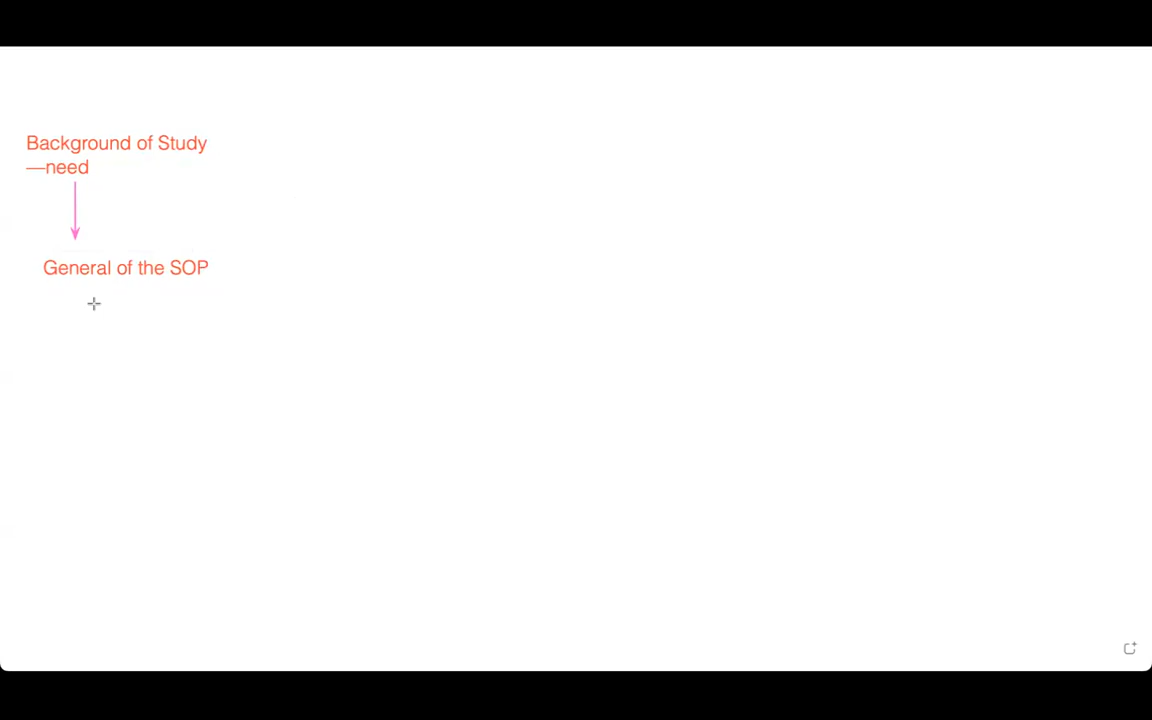 Background of Study
—need
General of the SOP